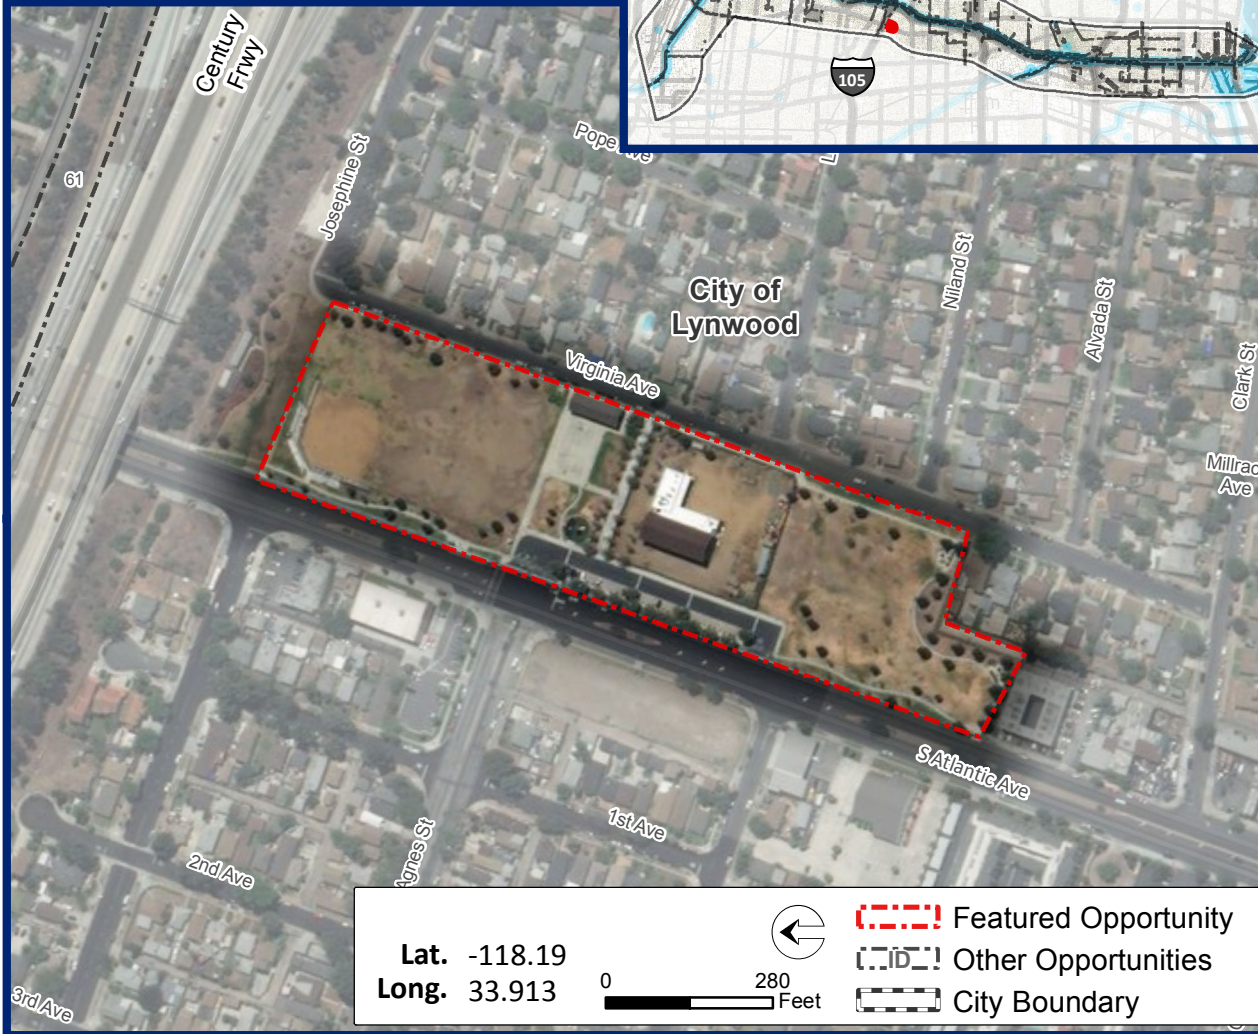 Century
Frwy
105
Pope Ave
Josephine St
61
City of
Lynwood
Niland St
Alvada St
Clark St
Virginia Ave
Millrac
Ave
S Atlantic Ave
1st Ave
Agnes St
2nd Ave
3rd Ave
Lat. -118.19
Long. 33.913
0 280
Feet
Featured Opportunity
ID Other Opportunities
City Boundary